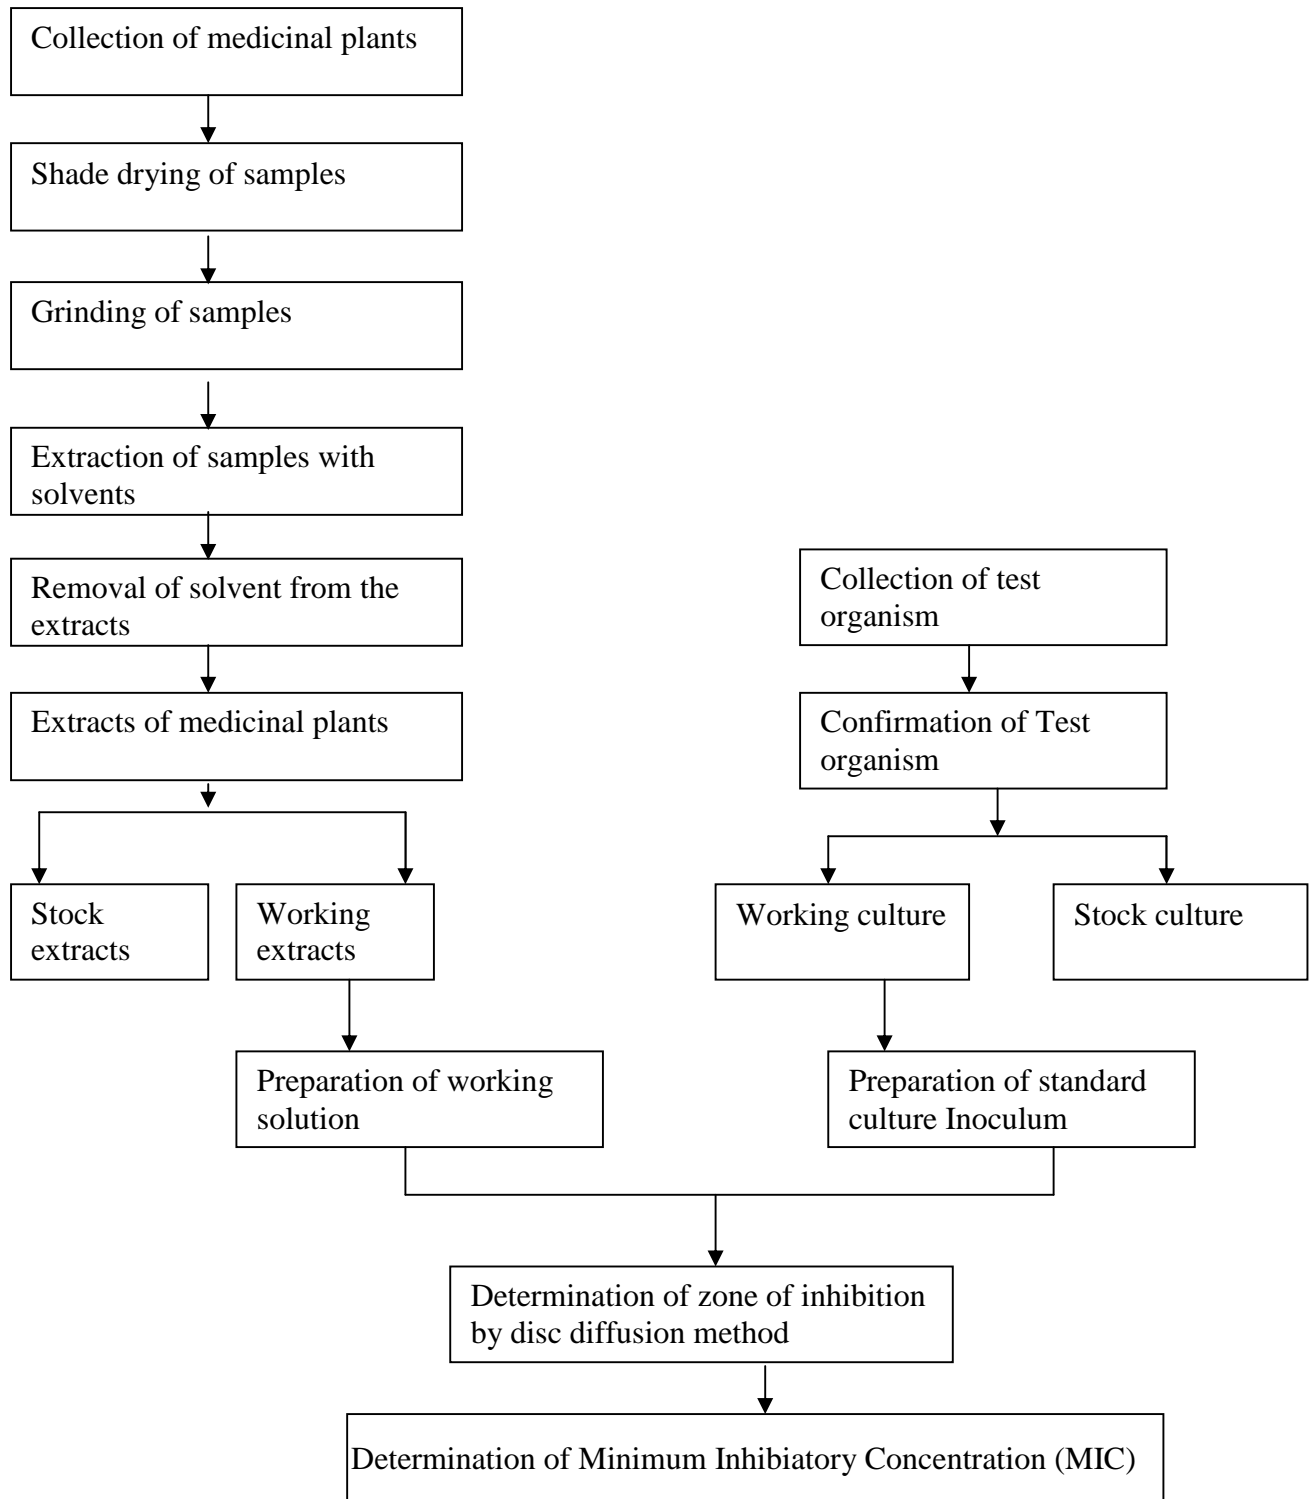 Collection of medicinal plants
Shade drying of samples
Grinding of samples
Extraction of samples with
solvents
Removal of solvent from the
extracts
Extracts of medicinal plants
Stock
extracts
Working
extracts
Preparation of working
solution
Collection of test
organism
Confirmation of Test
organism
Working culture
Stock culture
Preparation of standard
culture Inoculum
Determination of zone of inhibition
by disc diffusion method
Determination of Minimum Inhibiatory Concentration (MIC)